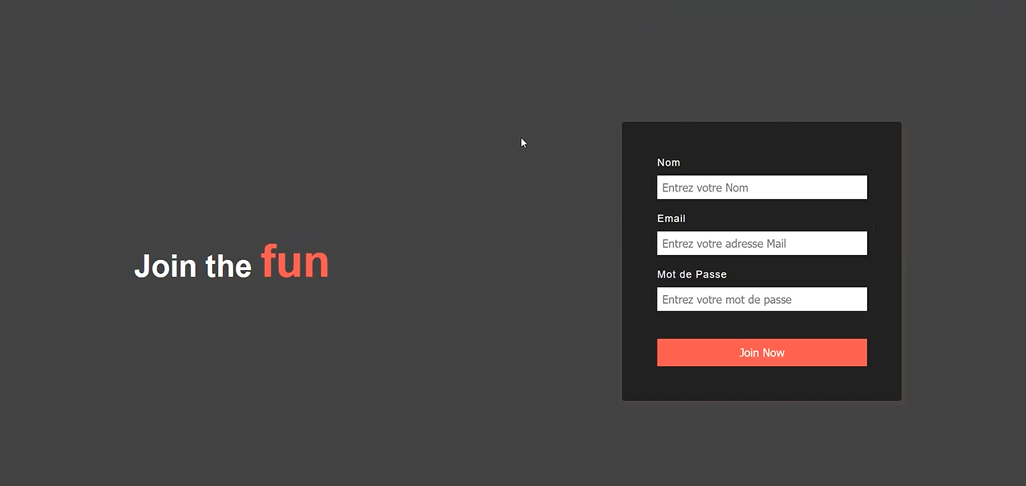 Join the fun
Nom
Entrez votre Nom
Email
Entrez votre adresse Mail
Mot de Passe
Entrez votre mot de passe
Join Now